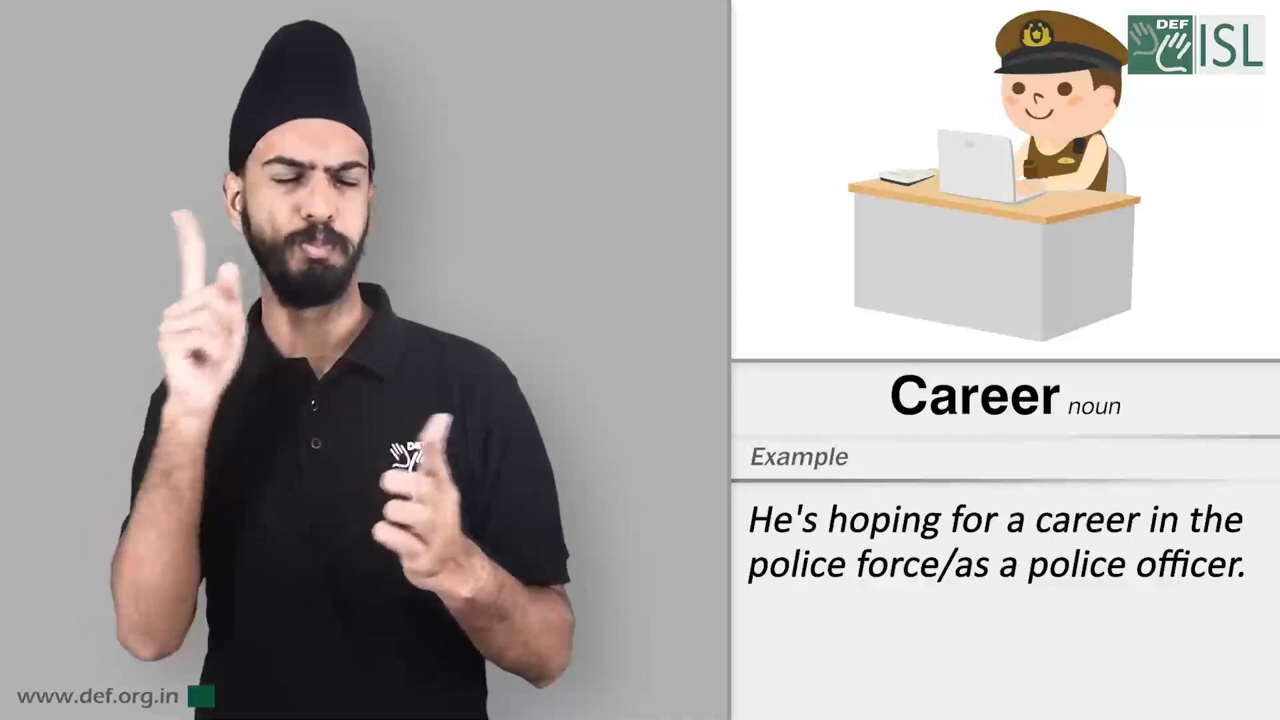 DEF
ISL
Career noun
Example
He's hoping for a career in the
police force/as a police officer.
www.def.org.in